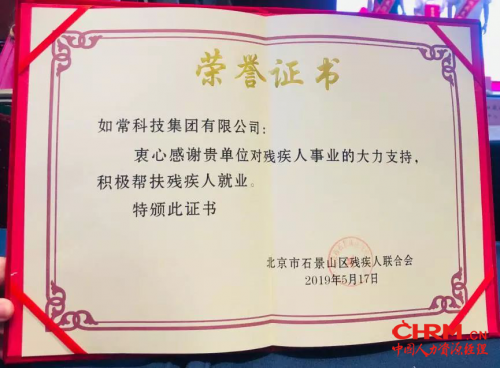 荣誉证书
如常科技集团有限公司：
衷心感谢贵单位对残疾人事业的大力支持，
积极帮扶残疾人就业。
特颁此证书
北京市石景山区残疾人联合会
2019年5月17日
CHRM.CN
中国人力资源经理